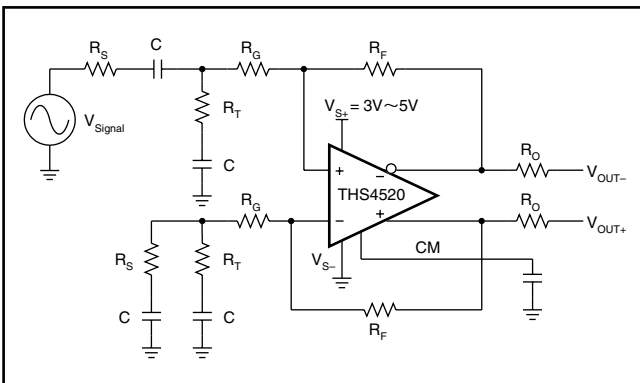 R_S
C
R_G
R_F
V_Signal
R_T
C
V_S+ = 3V~5V
+
−
THS4520
−
+
R_O
V_OUT−
R_O
V_OUT+
R_G
R_S
R_T
V_S−
CM
C
C
R_F